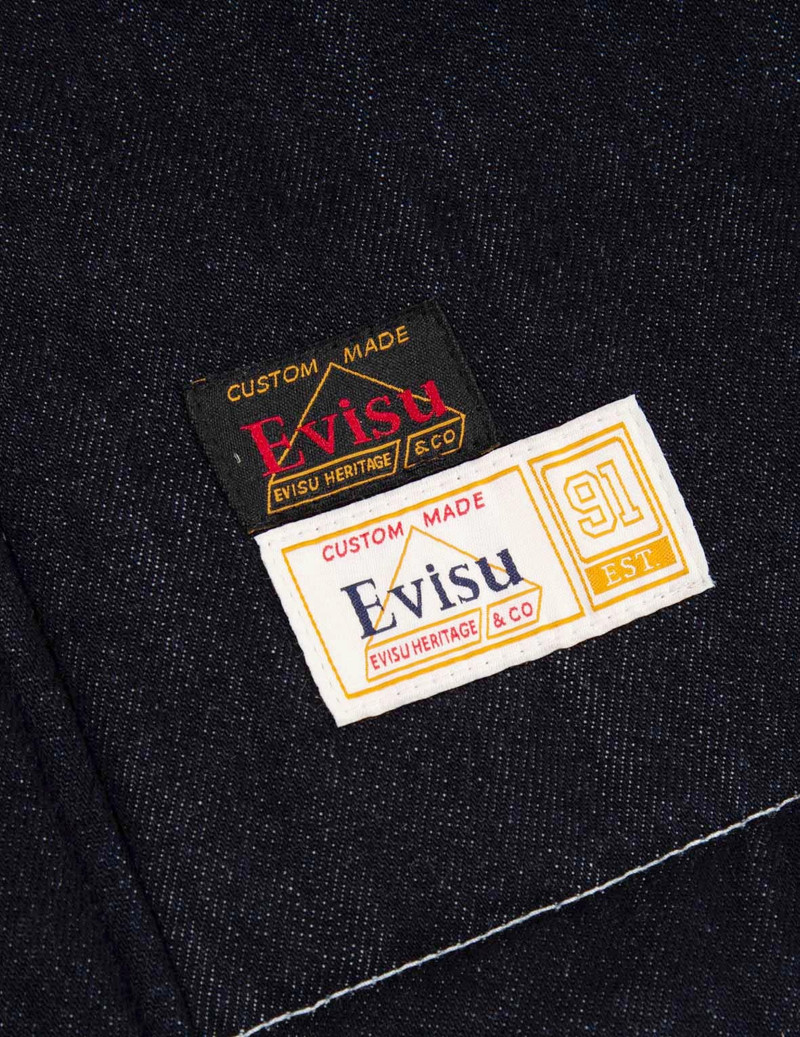 CUSTOM MADE
Evisu
EVISU HERITAGE & CO
CUSTOM MADE
Evisu
EVISU HERITAGE & CO
91
EST.